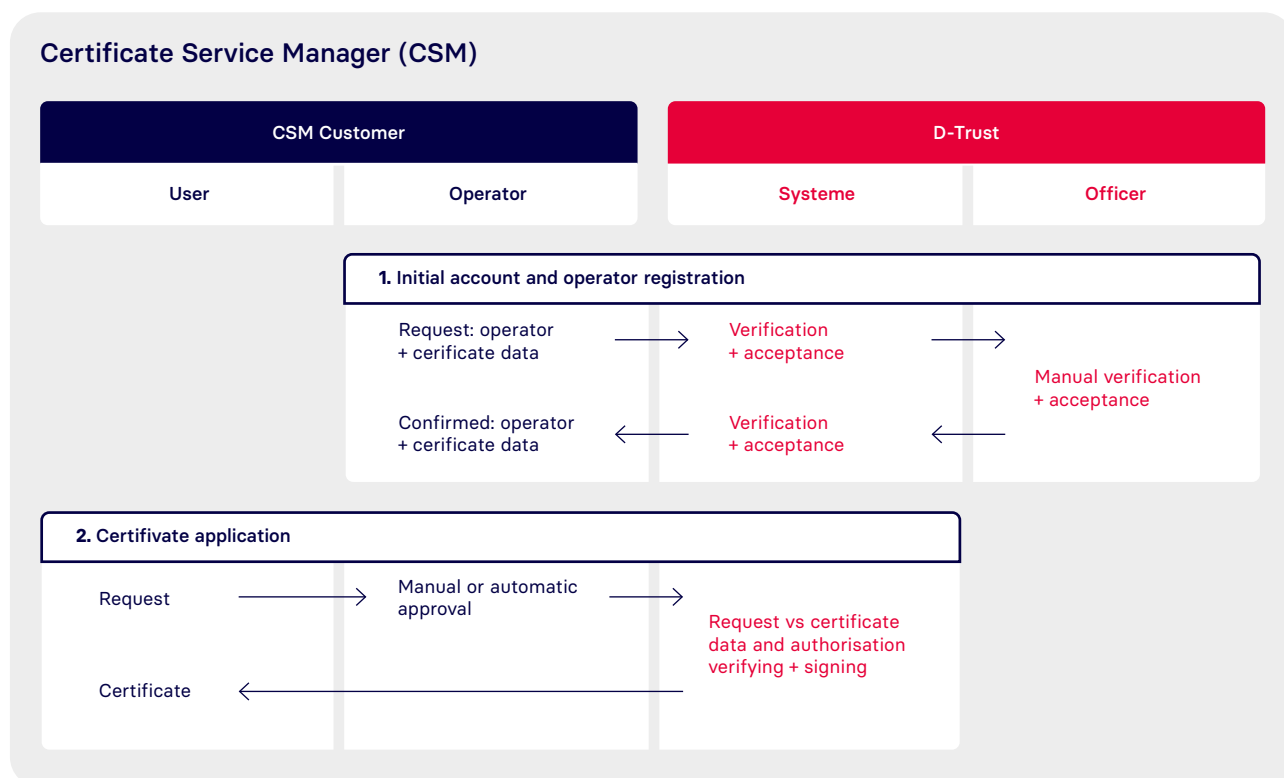 Certificate Service Manager (CSM)
CSM Customer
D-Trust
User
Operator
Systeme
Officer
1. Initial account and operator registration
Request: operator
+ cerificate data
Verification
+ acceptance
Manual verification
+ acceptance
Confirmed: operator
+ cerificate data
Verification
+ acceptance
2. Certifivate application
Request
Manual or automatic
approval
Request vs certificate
data and authorisation
verifying + signing
Certificate